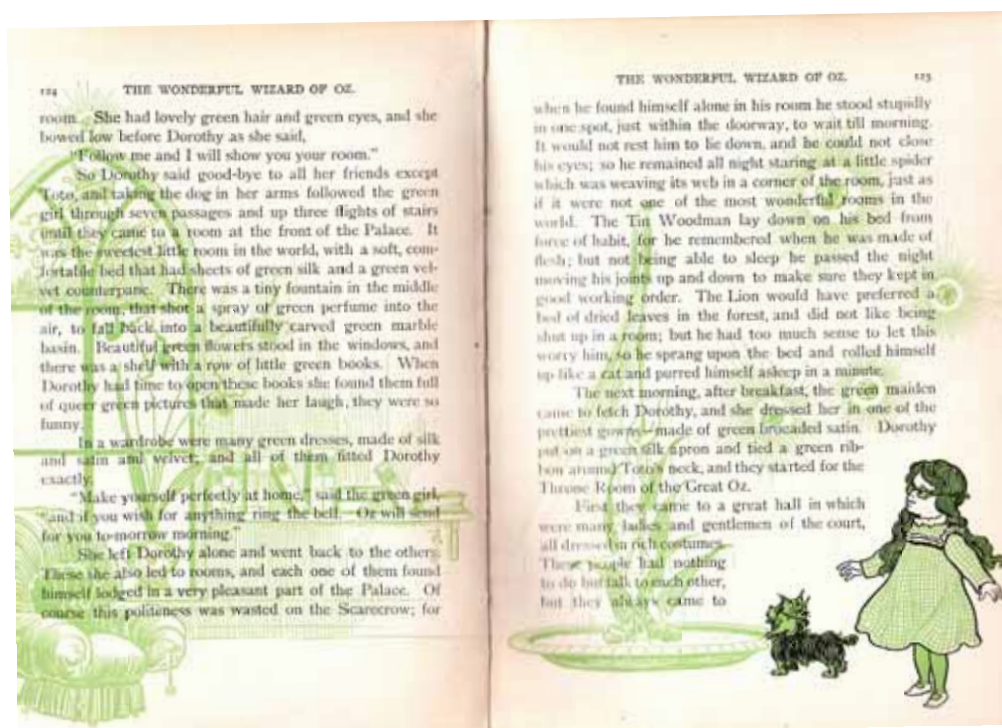 124 THE WONDERFUL WIZARD OF OZ.
room. She had lovely green hair and green eyes, and she
bowed low before Dorothy as she said,
"Follow me and I will show you your room."
So Dorothy said good-bye to all her friends except
Toto, and taking the dog in her arms followed the green
girl through seven passages and up three flights of stairs
until they came to a room at the front of the Palace. It
was the sweetest little room in the world, with a soft, com-
fortable bed that had sheets of green silk and a green vel-
vet counterpane. There was a tiny fountain in the middle
of the room, that shot a spray of green perfume into the
air, to fall back into a beautifully carved green marble
basin. Beautiful green flowers stood in the windows, and
there was a shelf with a row of little green books. When
Dorothy had time to open these books she found them full
of queer green pictures that made her laugh, they were so
funny.
In a wardrobe were many green dresses, made of silk
and satin and velvet; and all of them fitted Dorothy
exactly.
"Make yourself perfectly at home," said the green girl,
"and if you wish for anything ring the bell. Oz will send
for you to-morrow morning."
She left Dorothy alone and went back to the others.
These she also led to rooms, and each one of them found
himself lodged in a very pleasant part of the Palace. Of
course this politeness was wasted on the Scarecrow; for
THE WONDERFUL WIZARD OF OZ. 125
when he found himself alone in his room he stood stupidly
in one spot, just within the doorway, to wait till morning.
It would not rest him to lie down, and he could not close
his eyes; so he remained all night staring at a little spider
which was weaving its web in a corner of the room, just as
if it were not one of the most wonderful rooms in the
world. The Tin Woodman lay down on his bed from
force of habit, for he remembered when he was made of
flesh; but not being able to sleep he passed the night
moving his joints up and down to make sure they kept in
good working order. The Lion would have preferred a
bed of dried leaves in the forest, and did not like being
shut up in a room; but he had too much sense to let this
worry him, so he sprang upon the bed and rolled himself
up like a cat and purred himself asleep in a minute.
The next morning, after breakfast, the green maiden
came to fetch Dorothy, and she dressed her in one of the
prettiest gowns—made of green brocaded satin. Dorothy
put on a green silk apron and tied a green rib-
bon around Toto's neck, and they started for the
Throne Room of the Great Oz.
First they came to a great hall in which
were many ladies and gentlemen of the court,
all dressed in rich costumes.
These people had nothing
to do but talk to each other,
but they always came to